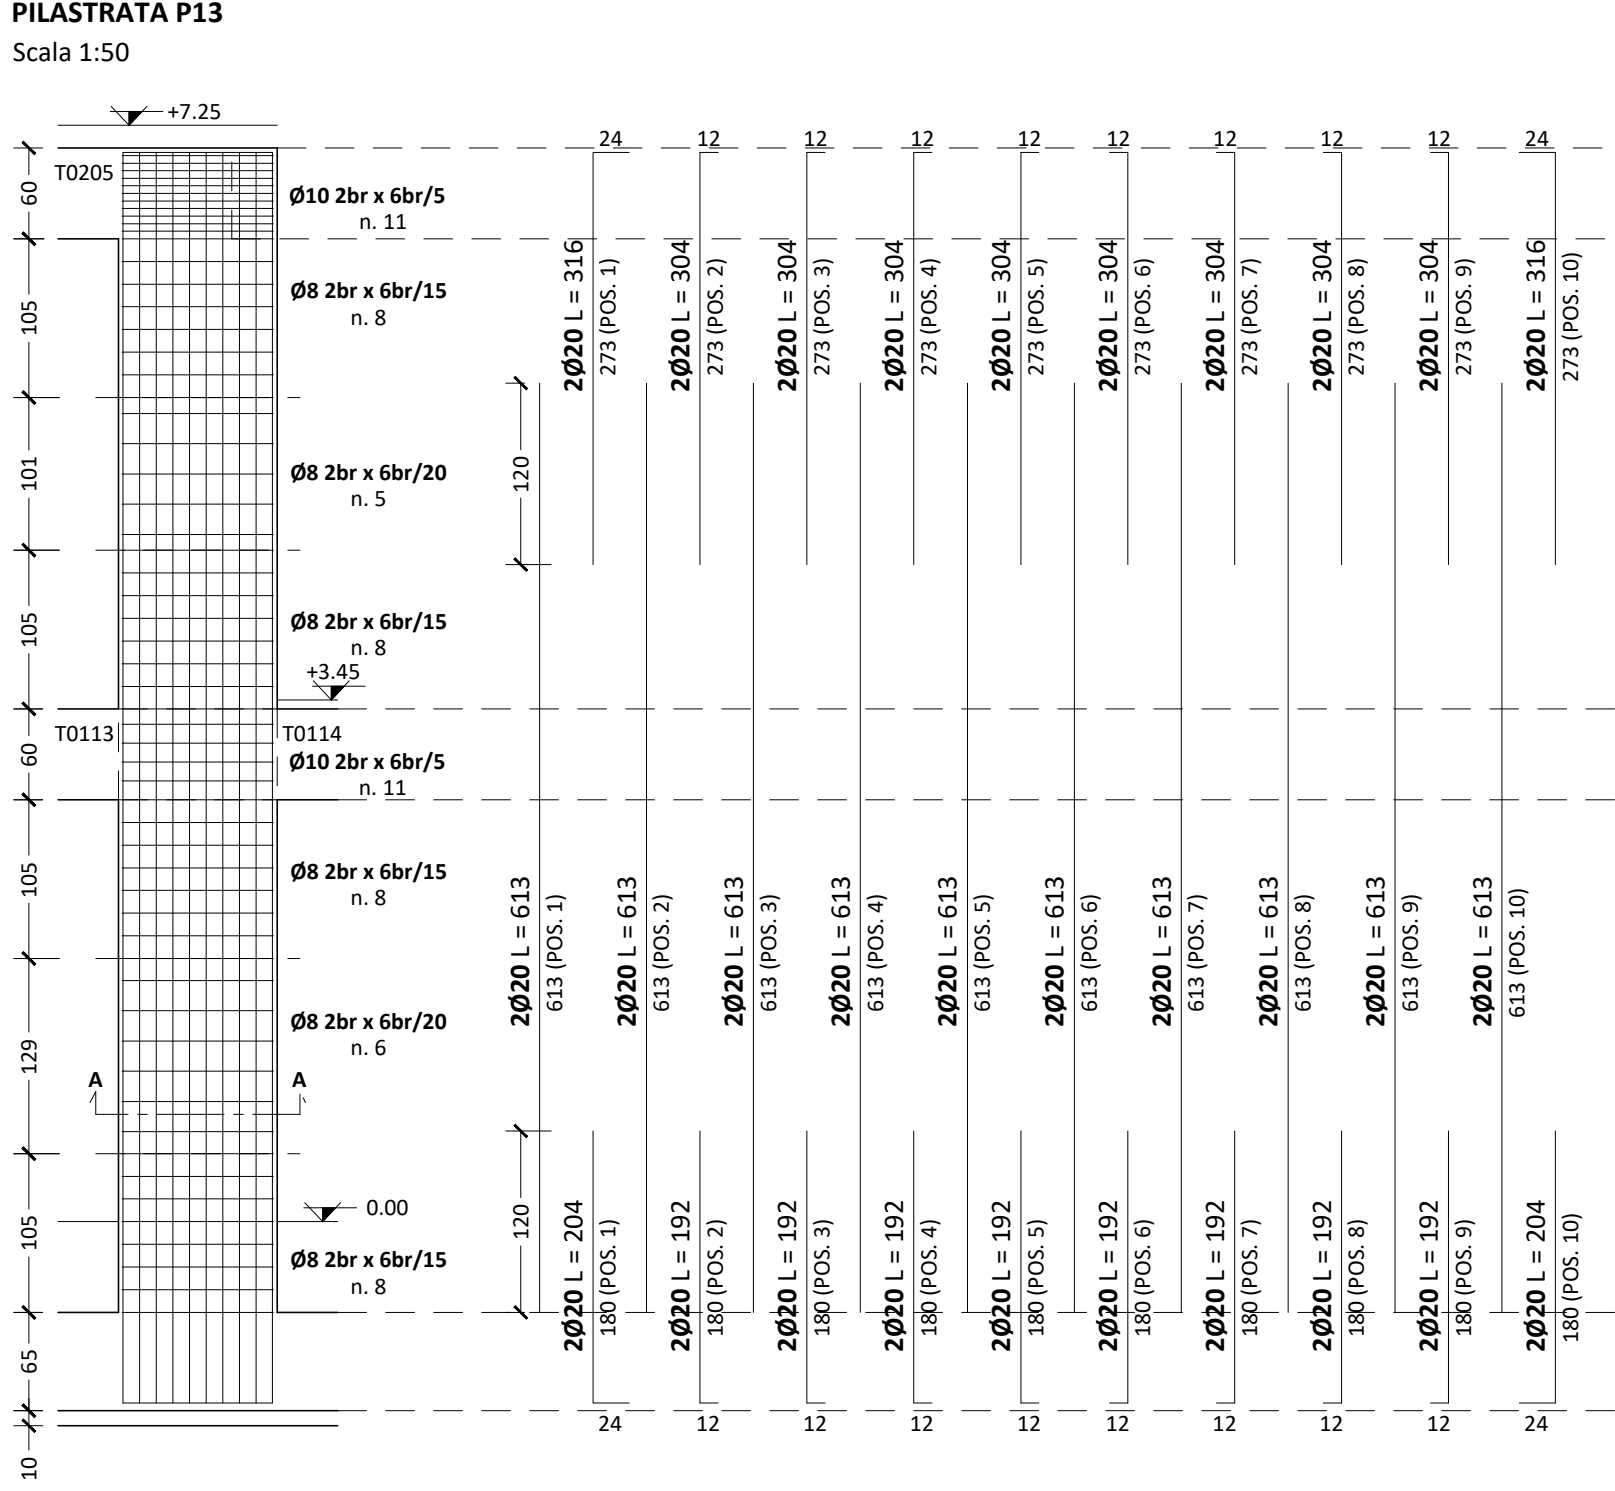 PILASTRATA P13
Scala 1:50
+7.25
24 12 12 12 12 12 12 12 12 24
T0205
60
Ø10 2br x 6br/5
n. 11
105
Ø8 2br x 6br/15
n. 8
2Ø20 L = 316
273 (POS. 1)
2Ø20 L = 304
273 (POS. 2)
2Ø20 L = 304
273 (POS. 3)
2Ø20 L = 304
273 (POS. 4)
2Ø20 L = 304
273 (POS. 5)
2Ø20 L = 304
273 (POS. 6)
2Ø20 L = 304
273 (POS. 7)
2Ø20 L = 304
273 (POS. 8)
2Ø20 L = 304
273 (POS. 9)
2Ø20 L = 316
273 (POS. 10)
101
Ø8 2br x 6br/20
n. 5
120
105
Ø8 2br x 6br/15
n. 8
+3.45
T0113
T0114
60
Ø10 2br x 6br/5
n. 11
105
Ø8 2br x 6br/15
n. 8
2Ø20 L = 613
613 (POS. 1)
2Ø20 L = 613
613 (POS. 2)
2Ø20 L = 613
613 (POS. 3)
2Ø20 L = 613
613 (POS. 4)
2Ø20 L = 613
613 (POS. 5)
2Ø20 L = 613
613 (POS. 6)
2Ø20 L = 613
613 (POS. 7)
2Ø20 L = 613
613 (POS. 8)
2Ø20 L = 613
613 (POS. 9)
2Ø20 L = 613
613 (POS. 10)
129
Ø8 2br x 6br/20
n. 6
A
A
105
0.00
120
Ø8 2br x 6br/15
n. 8
2Ø20 L = 204
180 (POS. 1)
2Ø20 L = 192
180 (POS. 2)
2Ø20 L = 192
180 (POS. 3)
2Ø20 L = 192
180 (POS. 4)
2Ø20 L = 192
180 (POS. 5)
2Ø20 L = 192
180 (POS. 6)
2Ø20 L = 192
180 (POS. 7)
2Ø20 L = 192
180 (POS. 8)
2Ø20 L = 192
180 (POS. 9)
2Ø20 L = 204
180 (POS. 10)
65
24 12 12 12 12 12 12 12 12 24
10